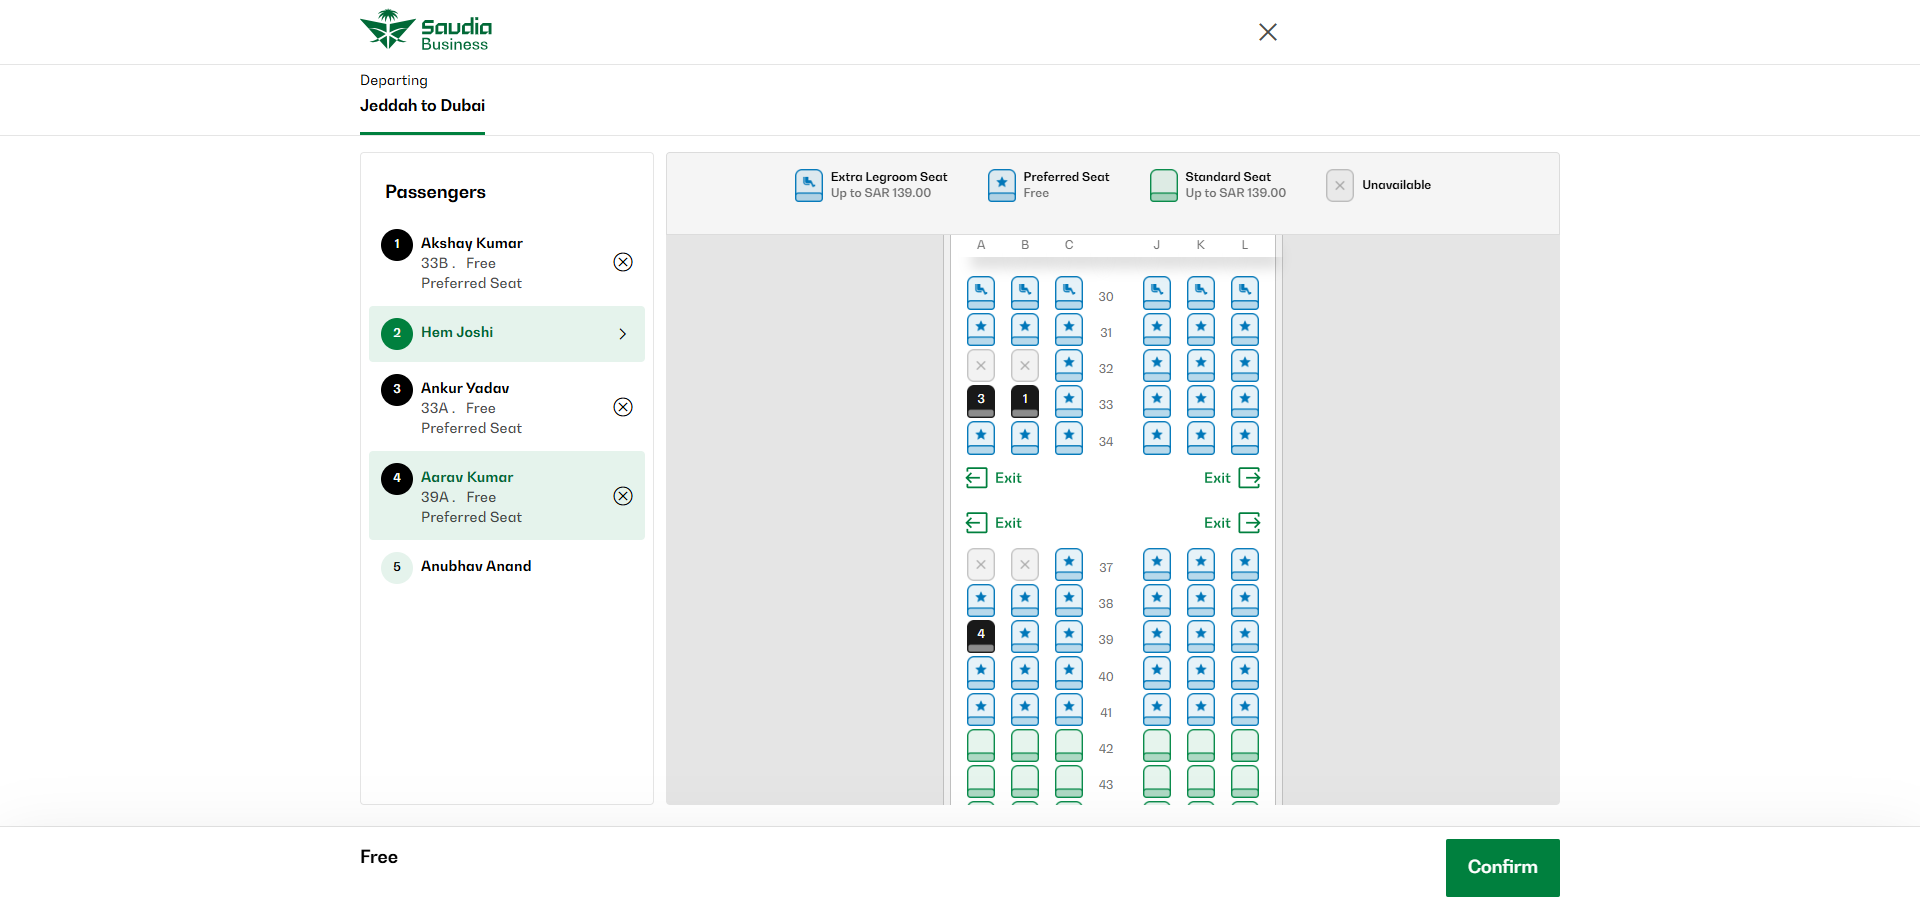 Saudia
Business
Departing
Jeddah to Dubai
Passengers
1 Akshay Kumar
33B . Free
Preferred Seat
2 Hem Joshi
3 Ankur Yadav
33A . Free
Preferred Seat
4 Aarav Kumar
39A . Free
Preferred Seat
5 Anubhav Anand
Extra Legroom Seat
Up to SAR 139.00
Preferred Seat
Free
Standard Seat
Up to SAR 139.00
Unavailable
A B C J K L
30
31
32
3 1 33
34
Exit Exit
Exit Exit
37
38
4 39
40
41
42
43
Free
Confirm